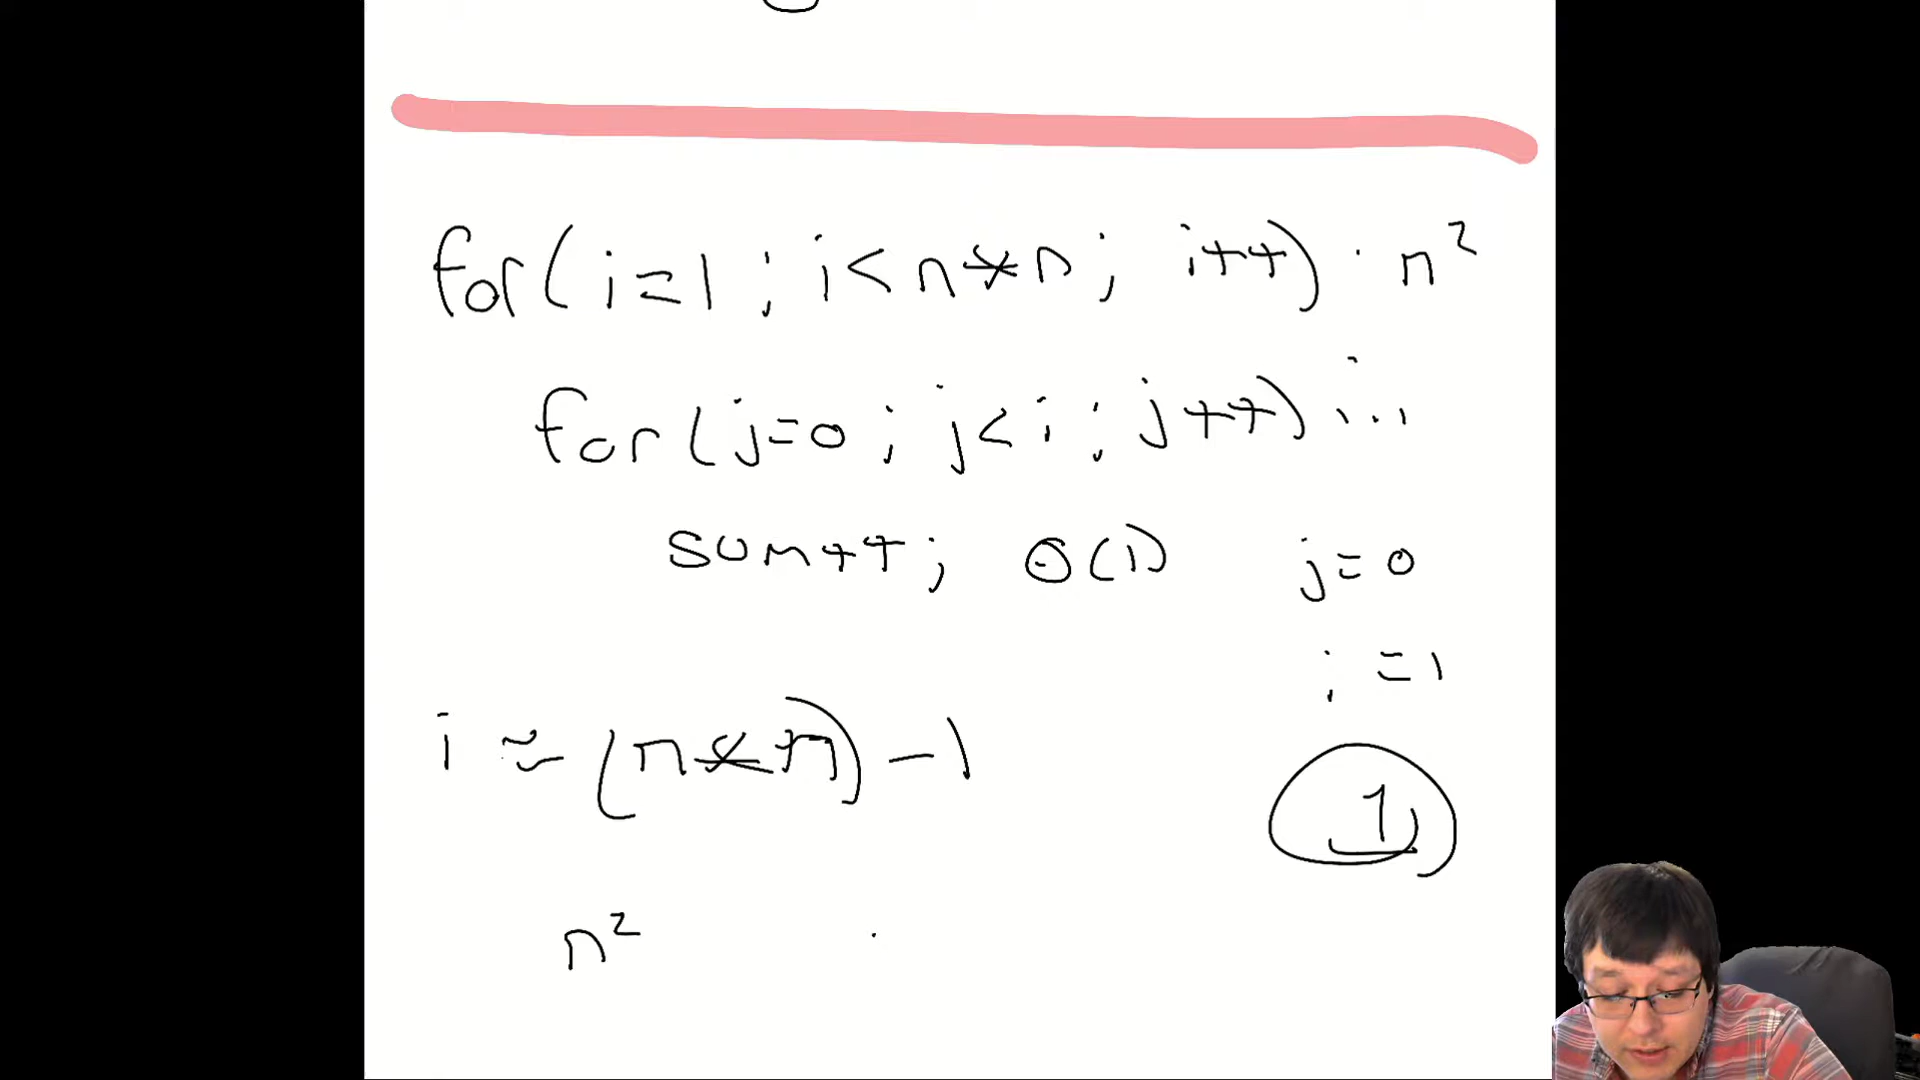 for(i=1; i<n*n; i++) · n²
for(j=0; j<i; j++) ...
sum++; Θ(1)
j=0
i=1
i ≈ (n*n)-1
1
n²